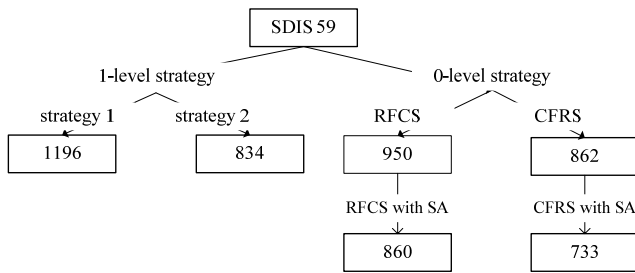 SDIS 59
1-level strategy
0-level strategy
strategy 1
strategy 2
RFCS
CFRS
1196
834
950
862
RFCS with SA
CFRS with SA
860
733